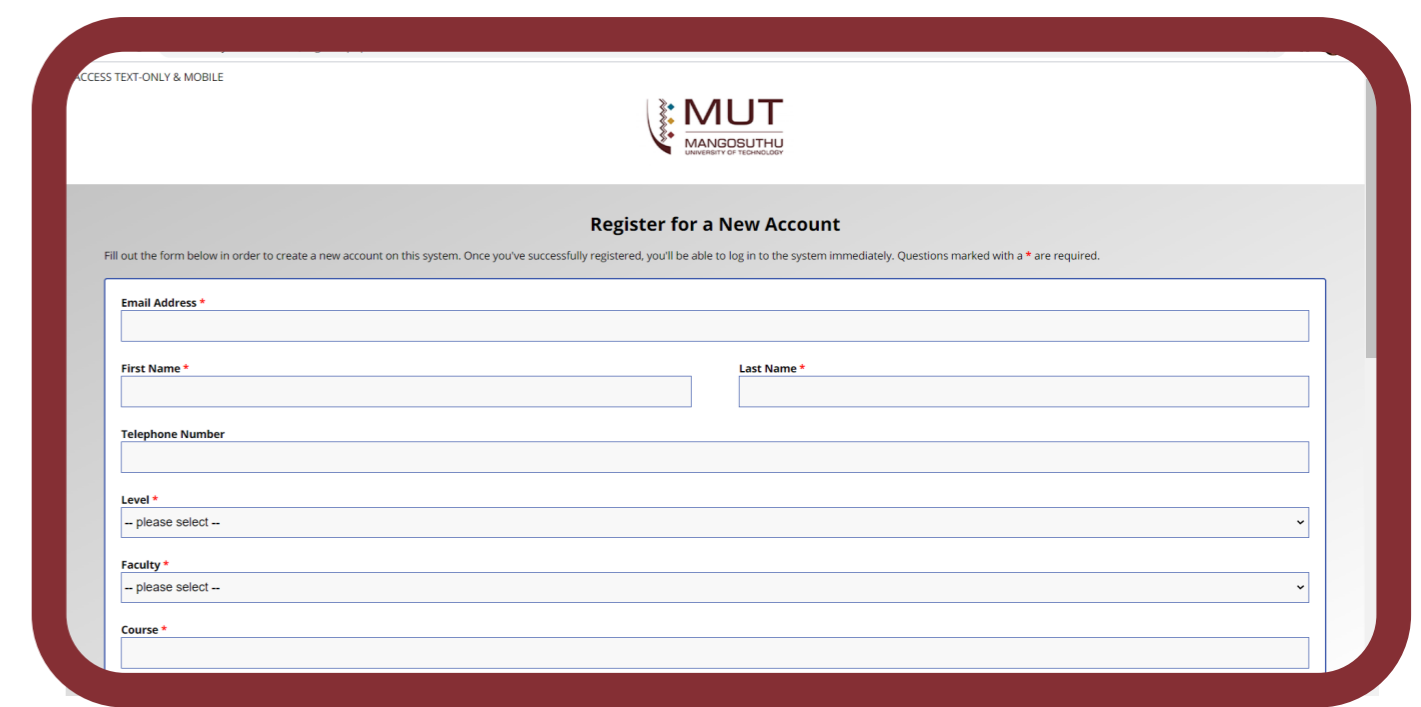 ACCESS TEXT-ONLY & MOBILE
MUT
MANGOSUTHU
UNIVERSITY OF TECHNOLOGY
Register for a New Account
Fill out the form below in order to create a new account on this system. Once you've successfully registered, you'll be able to log in to the system immediately. Questions marked with a * are required.
Email Address *
First Name * Last Name *
Telephone Number
Level *
-- please select --
Faculty *
-- please select --
Course *